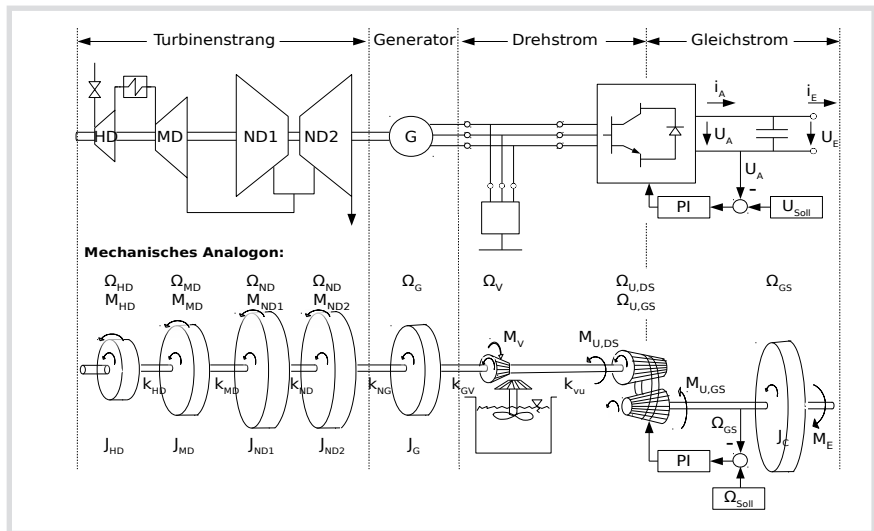 Turbinenstrang Generator Drehstrom Gleichstrom
i_A i_E
HD MD ND1 ND2 G U_A U_E
U_A
-
PI U_Soll
Mechanisches Analogon:
Ω_HD Ω_MD Ω_ND Ω_ND Ω_G Ω_V Ω_U,DS Ω_GS
M_HD M_MD M_ND1 M_ND2 Ω_U,GS
M_V M_U,DS
k_HD k_MD k_ND k_NG k_GV k_vu M_U,GS
Ω_GS
-
J_HD J_MD J_ND1 J_ND2 J_G J_C M_E
PI
Ω_Soll